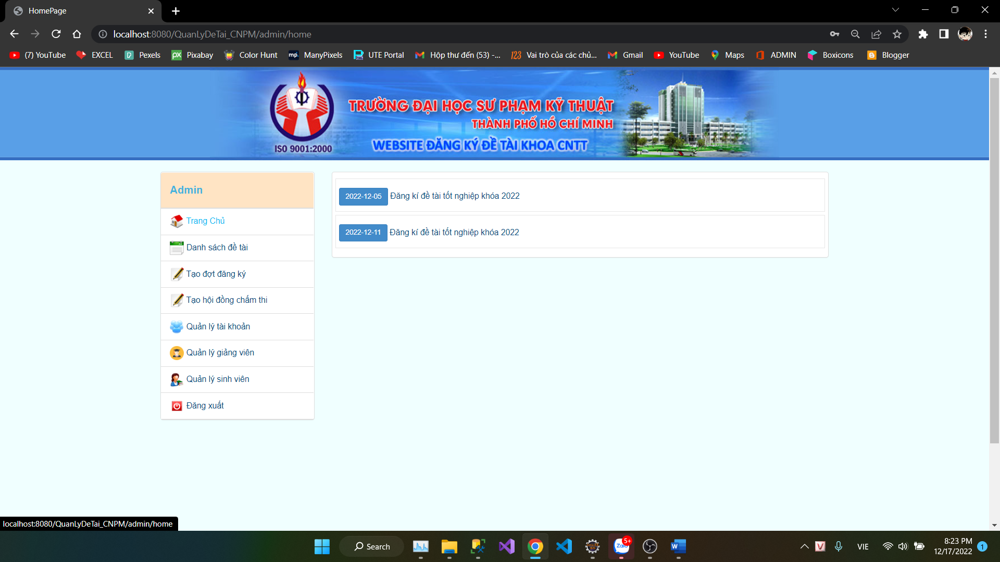 HomePage
localhost:8080/QuanLyDeTai_CNPM/admin/home
(7) YouTube EXCEL Pexels Pixabay Color Hunt ManyPixels UTE Portal Hộp thư đến (53) -... Vai trò của các chủ... Gmail YouTube Maps ADMIN Boxicons Blogger
TRƯỜNG ĐẠI HỌC SƯ PHẠM KỸ THUẬT
THÀNH PHỐ HỒ CHÍ MINH
WEBSITE ĐĂNG KÝ ĐỀ TÀI KHOA CNTT
ISO 9001:2000
Admin
Trang Chủ
Danh sách đề tài
Tạo đợt đăng ký
Tạo hội đồng chấm thi
Quản lý tài khoản
Quản lý giảng viên
Quản lý sinh viên
Đăng xuất
2022-12-05 Đăng kí đề tài tốt nghiệp khóa 2022
2022-12-11 Đăng kí đề tài tốt nghiệp khóa 2022
localhost:8080/QuanLyDeTai_CNPM/admin/home
Search
Zalo
5+
VIE
8:23 PM
12/17/2022
1